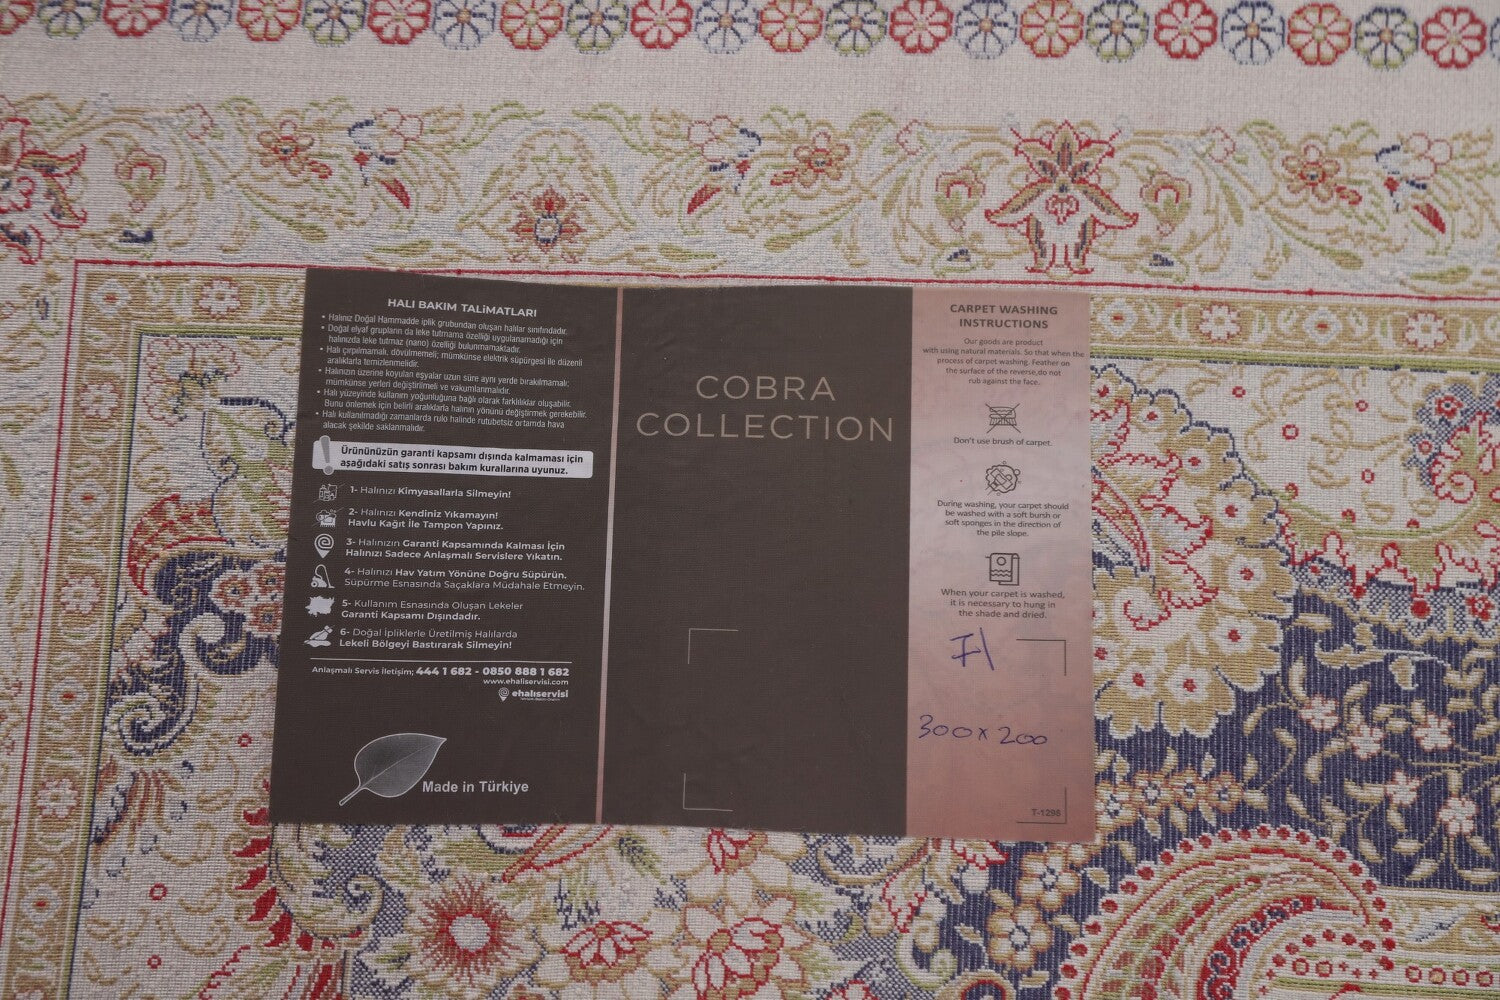 HALI BAKIM TALİMATLARI
• Halınız Doğal Hammadde iplik grubundan oluşan halılar sınıfındadır.
• Doğal elyaf grupların da leke tutmama özelliği uygulanamadığı için
halınızda leke tutmaz (nano) özelliği bulunmamaktadır.
• Halı çırpılmamalı, dövülmemeli; mümkünse elektrik süpürgesi ile düzenli
aralıklarla temizlenmelidir.
• Halınızın üzerine koyulan eşyalar uzun süre aynı yerde bırakılmamalı;
mümkünse yerleri değiştirilmeli ve vakumlanmalıdır.
• Halı yüzeyinde kullanım yoğunluğuna bağlı olarak farklılıklar oluşabilir.
Bunu önlemek için belirli aralıklarla halının yönünü değiştirmek gerekebilir.
• Halı kullanılmadığı zamanlarda rulo halinde rutubetsiz ortamda hava
alacak şekilde saklanmalıdır.
Ürününüzün garanti kapsamı dışında kalmaması için
aşağıdaki satış sonrası bakım kurallarına uyunuz.
1- Halınızı Kimyasallarla Silmeyin!
2- Halınızı Kendiniz Yıkamayın!
Havlu Kağıt İle Tampon Yapınız.
3- Halınızın Garanti Kapsamında Kalması İçin
Halınızı Sadece Anlaşmalı Servislere Yıkatın.
4- Halınızı Hav Yatım Yönüne Doğru Süpürün.
Süpürme Esnasında Saçaklara Müdahale Etmeyin.
5- Kullanım Esnasında Oluşan Lekeler
Garanti Kapsamı Dışındadır.
6- Doğal İpliklerle Üretilmiş Halılarda
Lekeli Bölgeyi Bastırarak Silmeyin!
Anlaşmalı Servis İletişim; 444 1 682 - 0850 888 1 682
www.ehaliservisi.com
ehalıservisi
Made in Türkiye
COBRA
COLLECTION
CARPET WASHING
INSTRUCTIONS
Our goods are product
with using natural materials. So that when the
process of carpet washing. Feather on
the surface of the reverse,do not
rub against the face.
Don't use brush of carpet.
During washing, your carpet should
be washed with a soft bursh or
soft sponges in the direction of
the pile slope.
When your carpet is washed,
it is necessary to hung in
the shade and dried.
300x200
T-1298